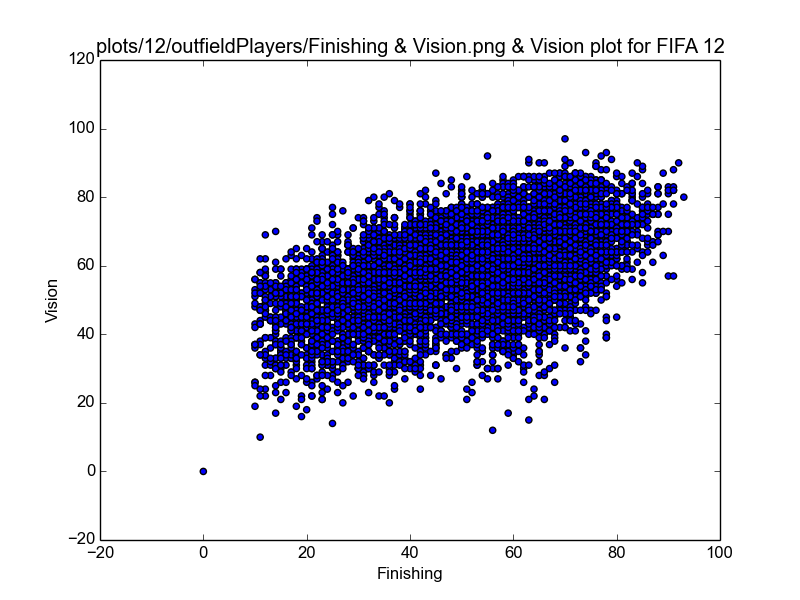 plots/12/outfieldPlayers/Finishing & Vision.png & Vision plot for FIFA 12
120
100
80
60
40
20
0
−20
Vision
−20 0 20 40 60 80 100
Finishing